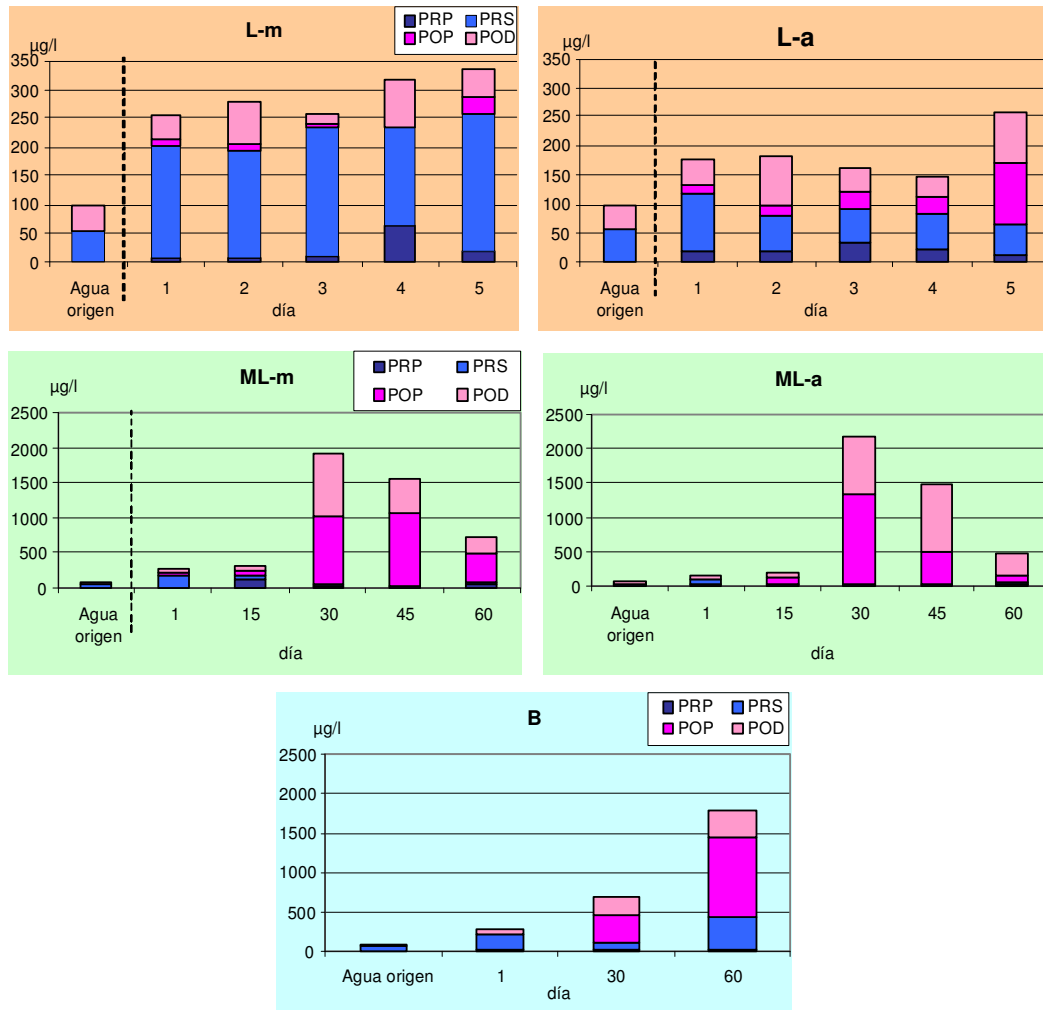 L-m
µg/l
PRP PRS
POP POD
350
300
250
200
150
100
50
0
Agua origen 1 2 3 4 5
día
L-a
µg/l
350
300
250
200
150
100
50
0
Agua origen 1 2 3 4 5
día
ML-m
µg/l
PRP PRS
POP POD
2500
2000
1500
1000
500
0
Agua origen 1 15 30 45 60
día
ML-a
µg/l
2500
2000
1500
1000
500
0
Agua origen 1 15 30 45 60
día
B
µg/l
PRP PRS
POP POD
2500
2000
1500
1000
500
0
Agua origen 1 30 60
día